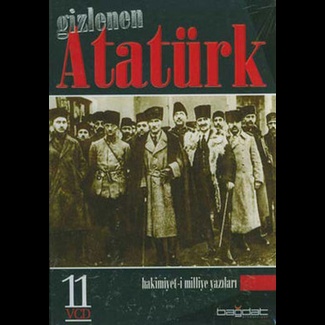 gizlenen
Atatürk
hakimiyet-i milliye yazıları
11
VCD
bağdat